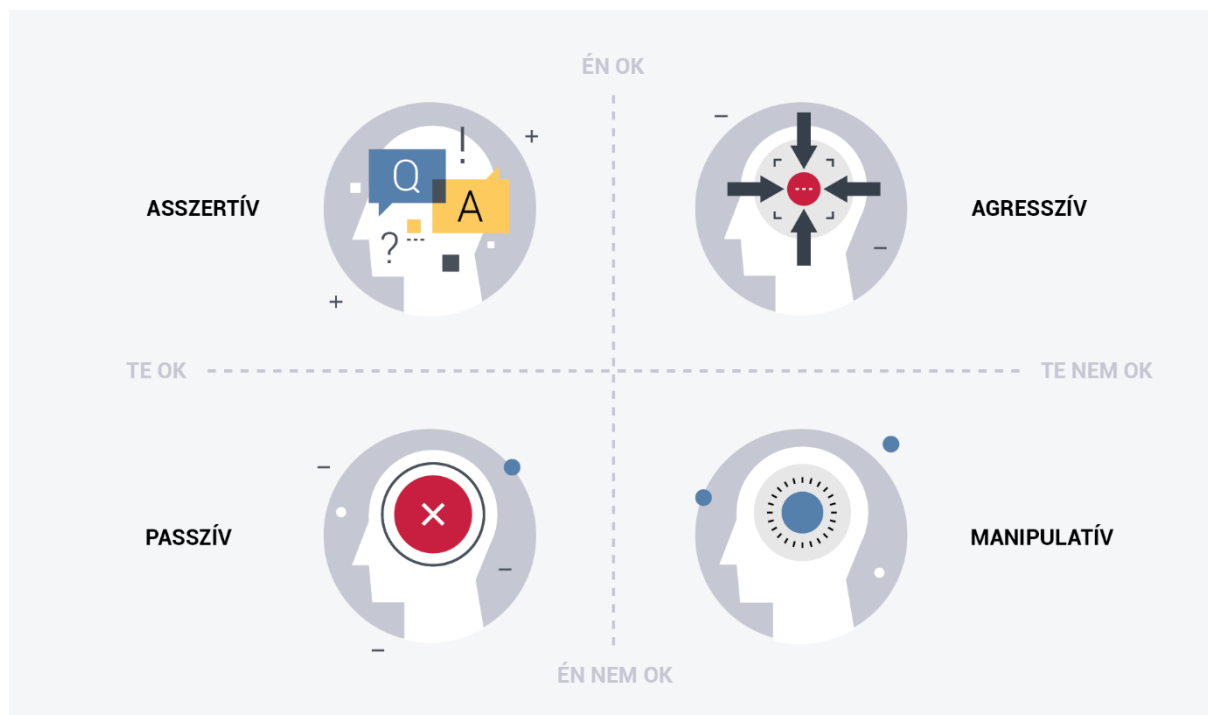 ÉN OK
Q
!
A
?
ASSZERTÍV
AGRESSZÍV
TE OK
TE NEM OK
PASSZÍV
MANIPULATÍV
ÉN NEM OK